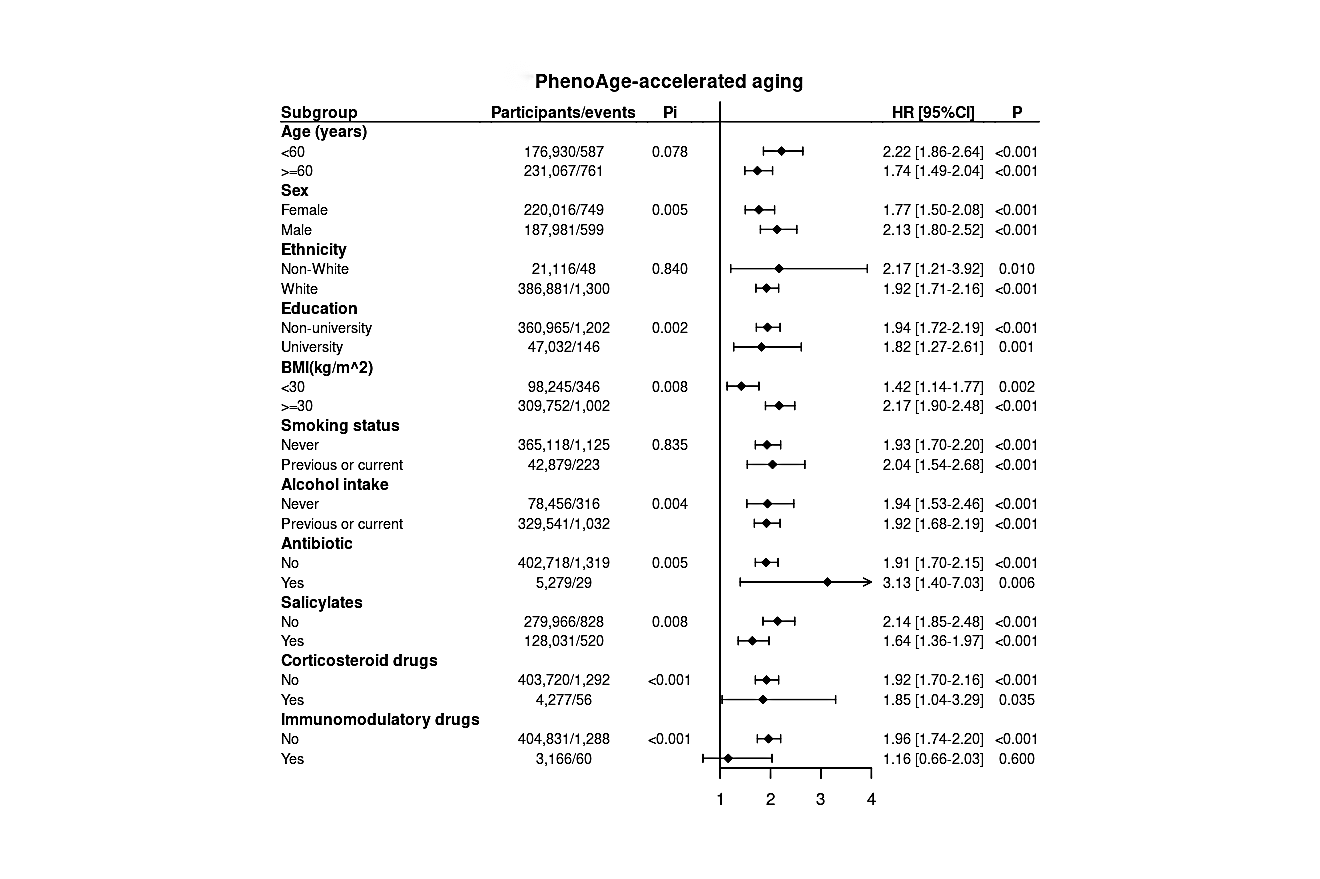 PhenoAge-accelerated aging
Subgroup Participants/events Pi HR [95%CI] P
Age (years)
<60 176,930/587 0.078 2.22 [1.86-2.64] <0.001
>=60 231,067/761 1.74 [1.49-2.04] <0.001
Sex
Female 220,016/749 0.005 1.77 [1.50-2.08] <0.001
Male 187,981/599 2.13 [1.80-2.52] <0.001
Ethnicity
Non-White 21,116/48 0.840 2.17 [1.21-3.92] 0.010
White 386,881/1,300 1.92 [1.71-2.16] <0.001
Education
Non-university 360,965/1,202 0.002 1.94 [1.72-2.19] <0.001
University 47,032/146 1.82 [1.27-2.61] 0.001
BMI(kg/m^2)
<30 98,245/346 0.008 1.42 [1.14-1.77] 0.002
>=30 309,752/1,002 2.17 [1.90-2.48] <0.001
Smoking status
Never 365,118/1,125 0.835 1.93 [1.70-2.20] <0.001
Previous or current 42,879/223 2.04 [1.54-2.68] <0.001
Alcohol intake
Never 78,456/316 0.004 1.94 [1.53-2.46] <0.001
Previous or current 329,541/1,032 1.92 [1.68-2.19] <0.001
Antibiotic
No 402,718/1,319 0.005 1.91 [1.70-2.15] <0.001
Yes 5,279/29 3.13 [1.40-7.03] 0.006
Salicylates
No 279,966/828 0.008 2.14 [1.85-2.48] <0.001
Yes 128,031/520 1.64 [1.36-1.97] <0.001
Corticosteroid drugs
No 403,720/1,292 <0.001 1.92 [1.70-2.16] <0.001
Yes 4,277/56 1.85 [1.04-3.29] 0.035
Immunomodulatory drugs
No 404,831/1,288 <0.001 1.96 [1.74-2.20] <0.001
Yes 3,166/60 1.16 [0.66-2.03] 0.600
1 2 3 4